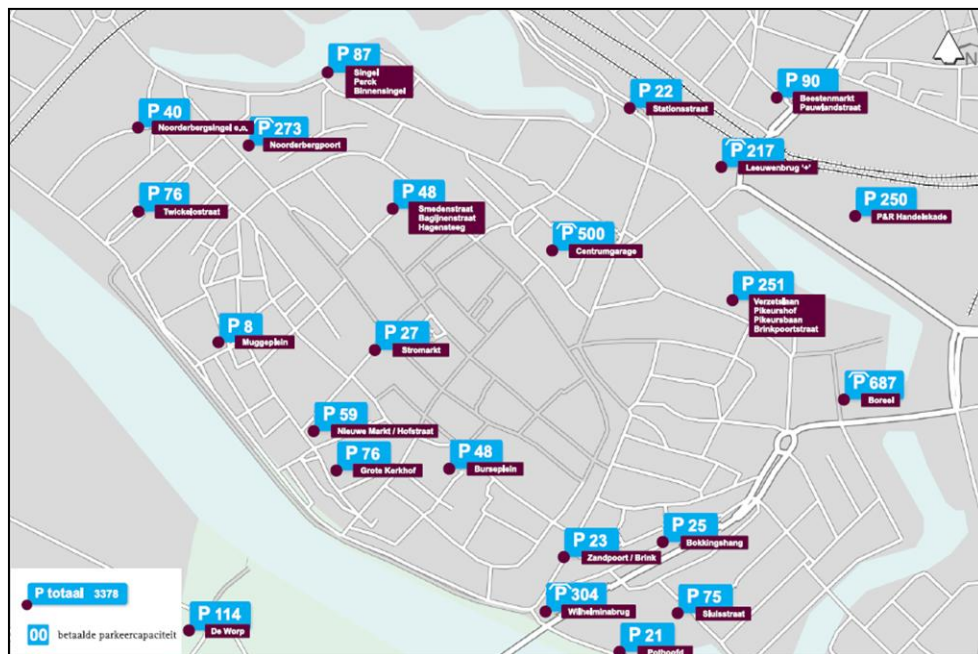 P 87
Singel
Perck
Binnensingel
P 22
Stationsstraat
P 90
Beestenmarkt
Pauwlandstraat
N
P 40
Noorderbergsingel e.o.
P 273
Noorderbergpoort
P 217
Leeuwenbrug '+'
P 76
Twickelostraat
P 48
Smedenstraat
Bagijnenstraat
Hagensteeg
P 250
P&R Handelskade
P 500
Centrumgarage
P 251
Verzetslaan
Pikeurshof
Pikeursbaan
Brinkpoortstraat
P 8
Muggeplein
P 27
Stromarkt
P 687
Boreel
P 59
Nieuwe Markt / Hofstraat
P 76
Grote Kerkhof
P 48
Burseplein
P 23
Zandpoort / Brink
P 25
Bokkingshang
P totaal 3378
00 betaalde parkeercapaciteit
P 114
De Worp
P 304
Wilhelminabrug
P 75
Sluisstraat
P 21
Pothoofd